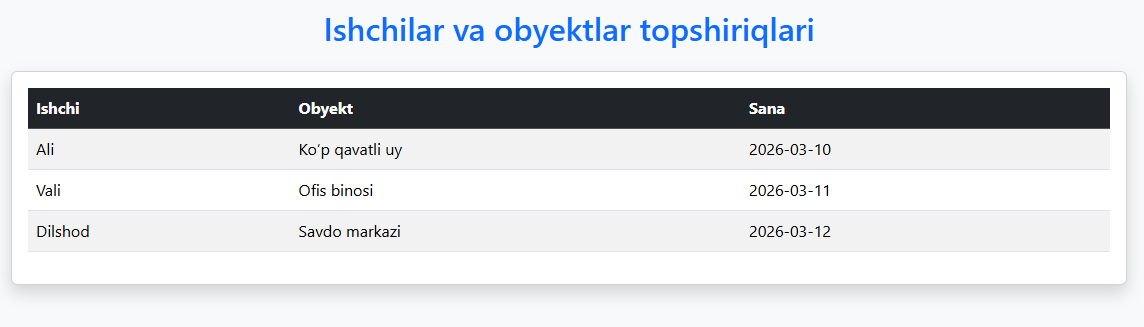 Ishchilar va obyektlar topshiriqlari
Ishchi Obyekt Sana
Ali Ko‘p qavatli uy 2026-03-10
Vali Ofis binosi 2026-03-11
Dilshod Savdo markazi 2026-03-12